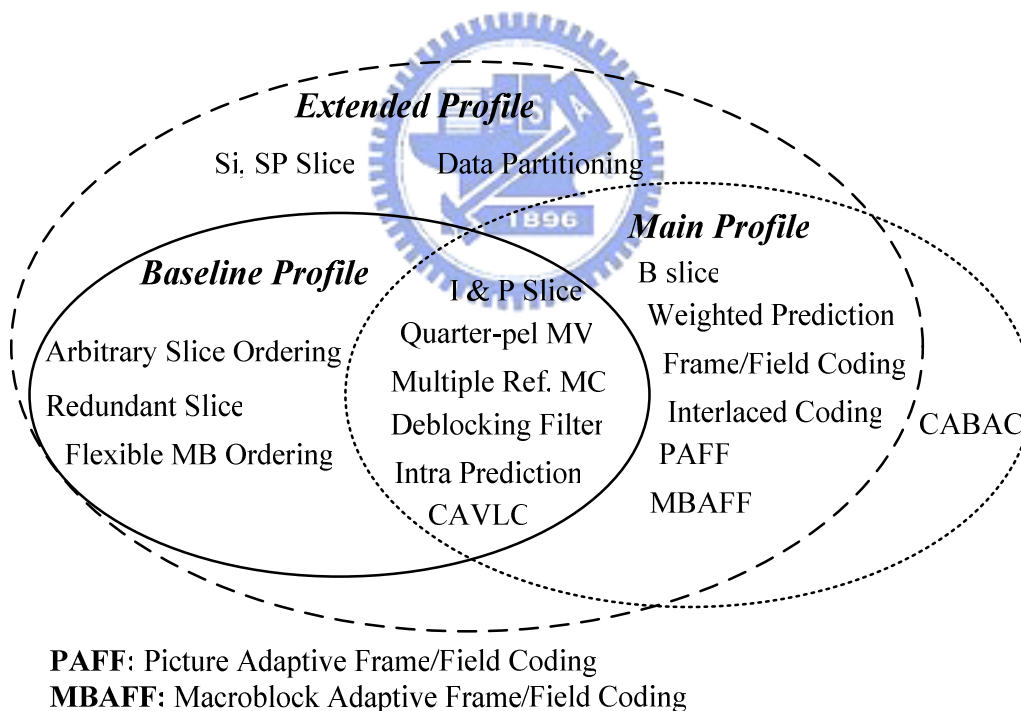 Extended Profile
Si, SP Slice
Data Partitioning
1896
Main Profile
Baseline Profile
B slice
I & P Slice
Weighted Prediction
Quarter-pel MV
Arbitrary Slice Ordering
Frame/Field Coding
Multiple Ref. MC
Redundant Slice
Interlaced Coding
Deblocking Filter
CABAC
Flexible MB Ordering
PAFF
Intra Prediction
MBAFF
CAVLC
PAFF: Picture Adaptive Frame/Field Coding
MBAFF: Macroblock Adaptive Frame/Field Coding